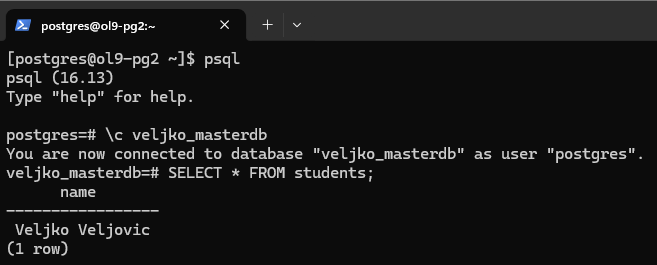 postgres@ol9-pg2:~
[postgres@ol9-pg2 ~]$ psql
psql (16.13)
Type "help" for help.
postgres=# \c veljko_masterdb
You are now connected to database "veljko_masterdb" as user "postgres".
veljko_masterdb=# SELECT * FROM students;
name
-----------------
Veljko Veljovic
(1 row)